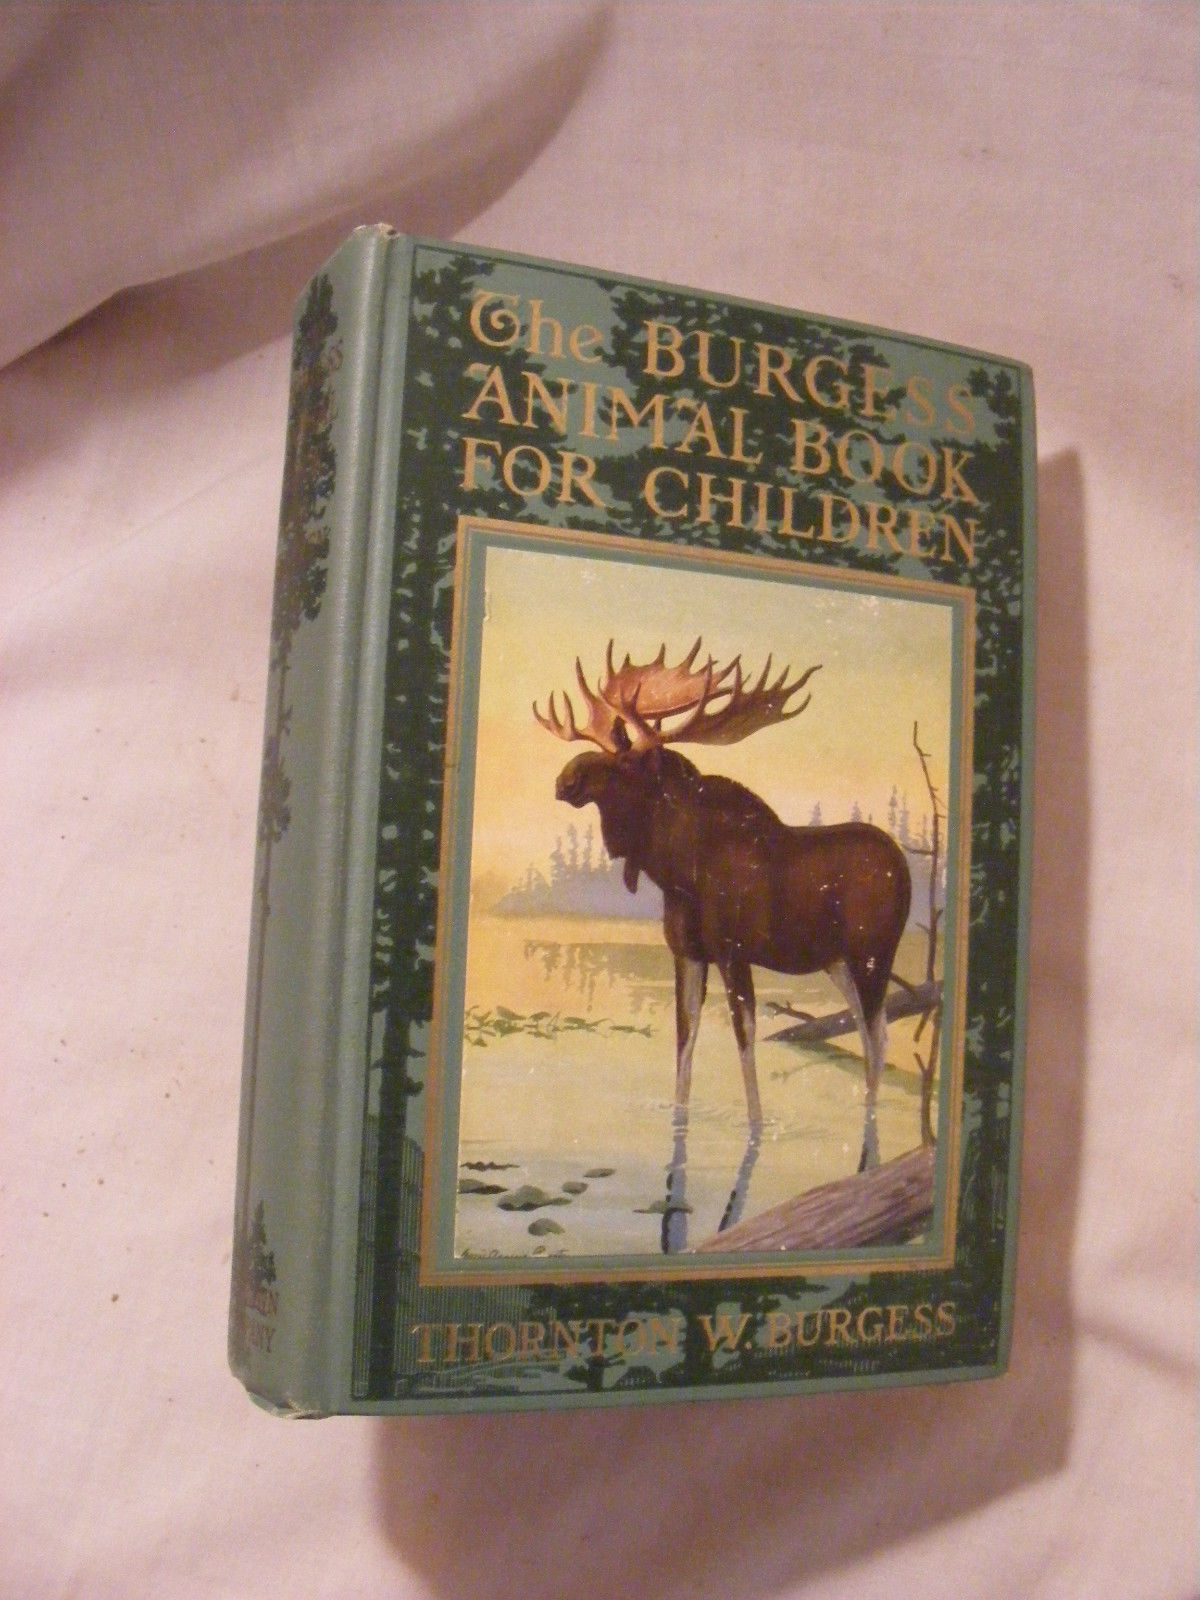 The BURGESS
ANIMAL BOOK
FOR CHILDREN
THORNTON W. BURGESS